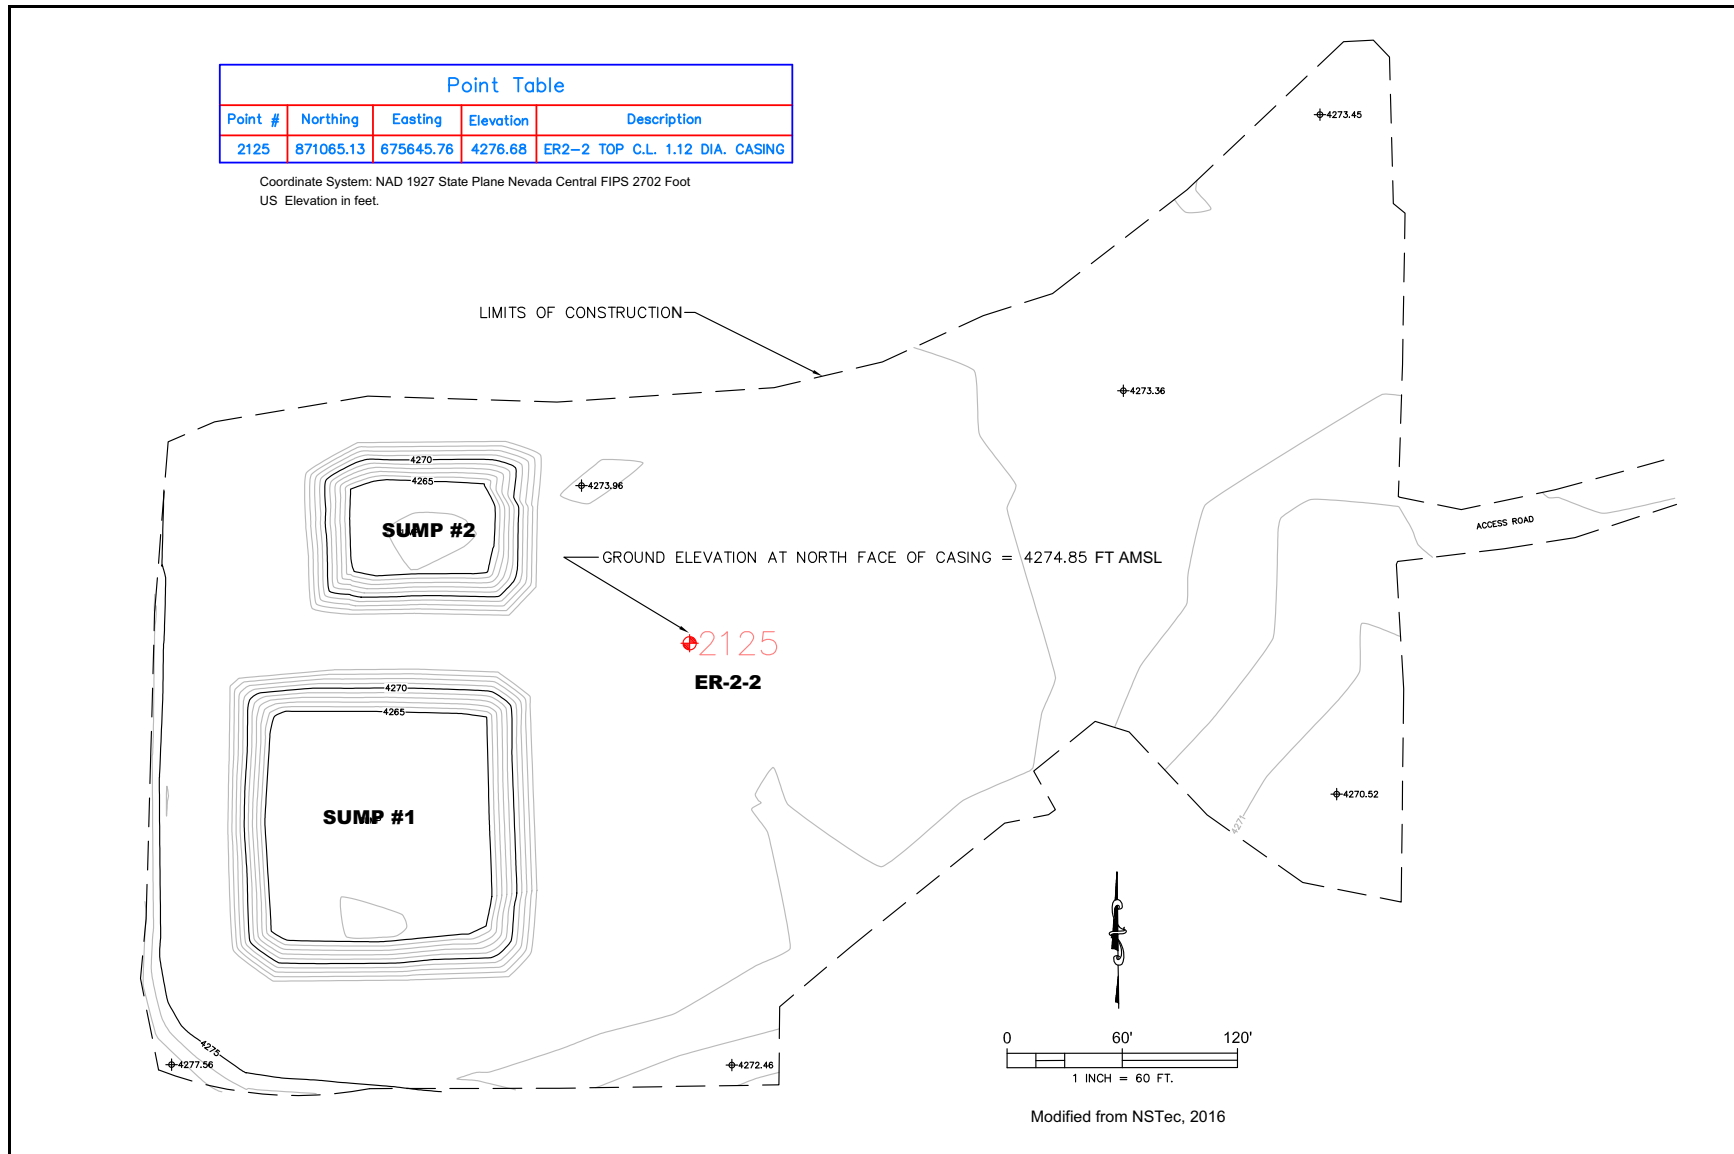 Point Table
Point # Northing Easting Elevation Description
2125 871065.13 675645.76 4276.68 ER2-2 TOP C.L. 1.12 DIA. CASING
Coordinate System: NAD 1927 State Plane Nevada Central FIPS 2702 Foot
US Elevation in feet.
4273.45
LIMITS OF CONSTRUCTION
4273.36
4270
4265
4273.96
SUMP #2
ACCESS ROAD
GROUND ELEVATION AT NORTH FACE OF CASING = 4274.85 FT AMSL
2125
ER-2-2
4270
4265
SUMP #1
4270.52
4271
4275
4277.56
4272.46
0 60' 120'
1 INCH = 60 FT.
Modified from NSTec, 2016